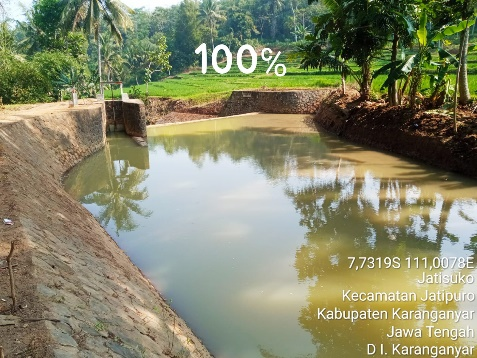 100%
7,7319S 111,0078E
Jatisuko
Kecamatan Jatipuro
Kabupaten Karanganyar
Jawa Tengah
D I. Karanganyar